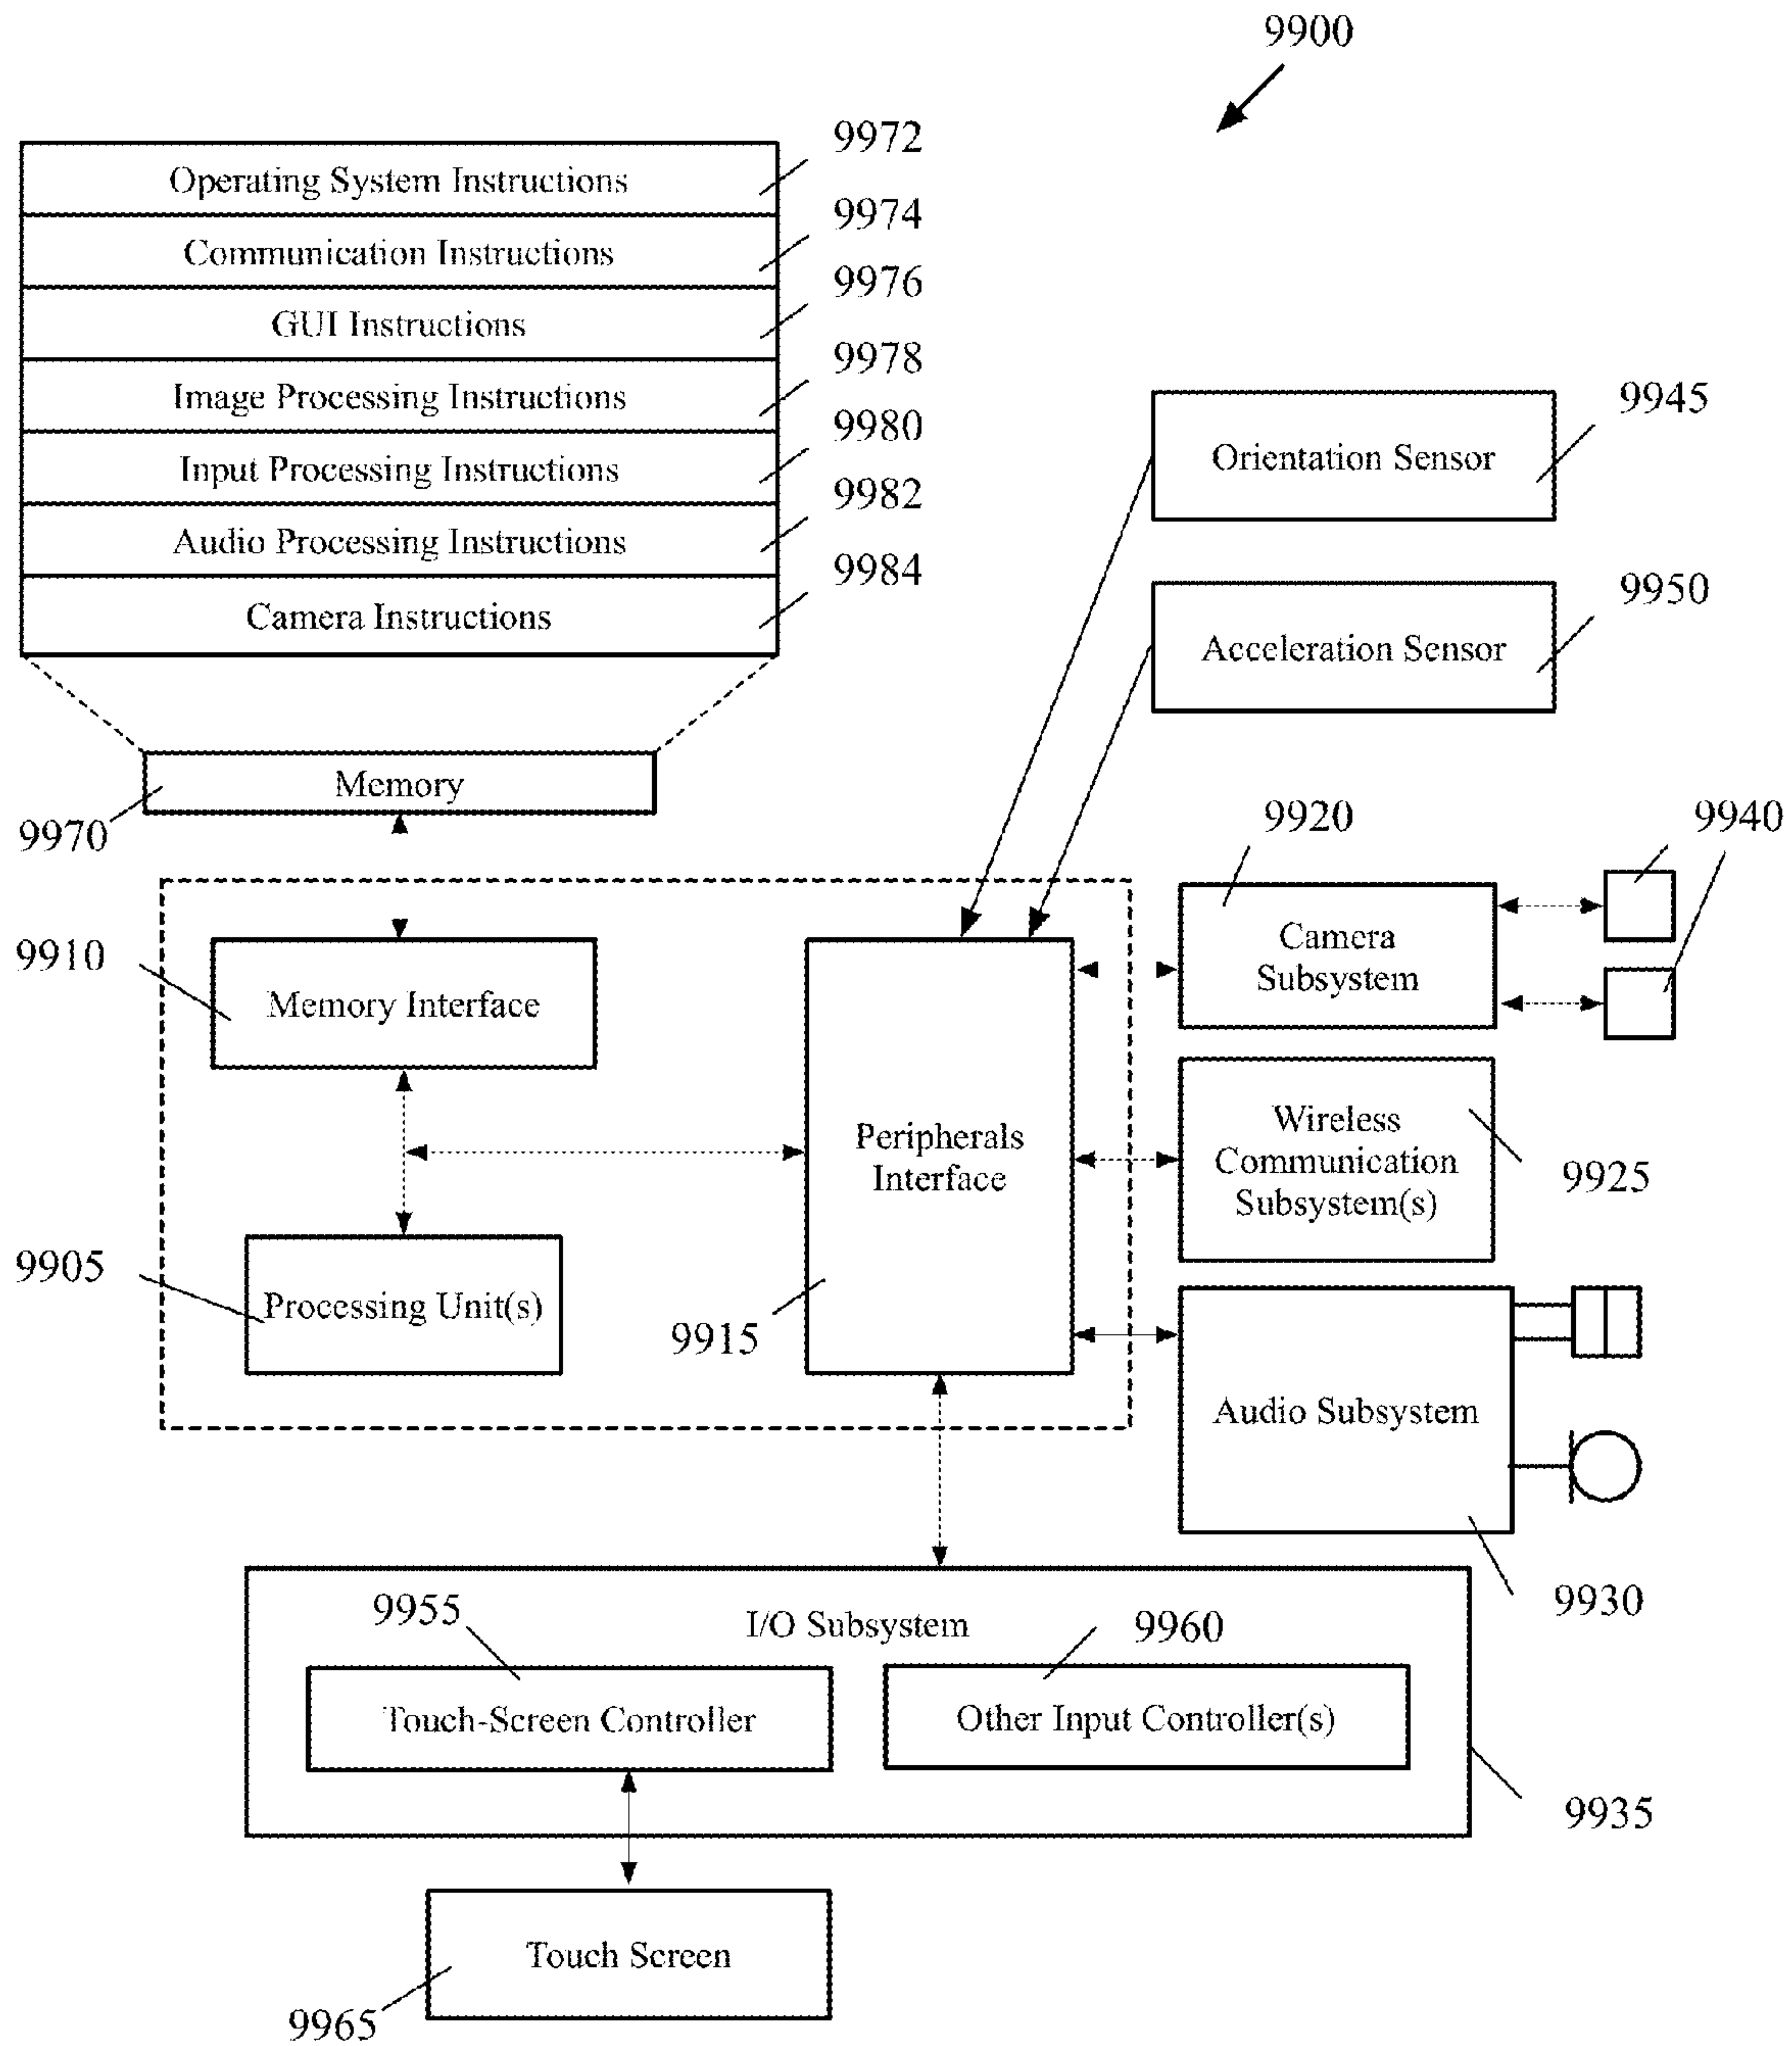 9900
9972
Operating System Instructions
9974
Communication Instructions
9976
GUI Instructions
9978
Image Processing Instructions
9980
Input Processing Instructions
9982
Audio Processing Instructions
9984
Camera Instructions
9945
Orientation Sensor
9950
Acceleration Sensor
Memory
9970
9920
9940
Camera
Subsystem
9910
Memory Interface
Peripherals
Interface
Wireless
Communication
Subsystem(s)
9925
9905
Processing Unit(s)
9915
Audio Subsystem
9930
9955
I/O Subsystem
9960
Touch-Screen Controller
Other Input Controller(s)
9935
Touch Screen
9965